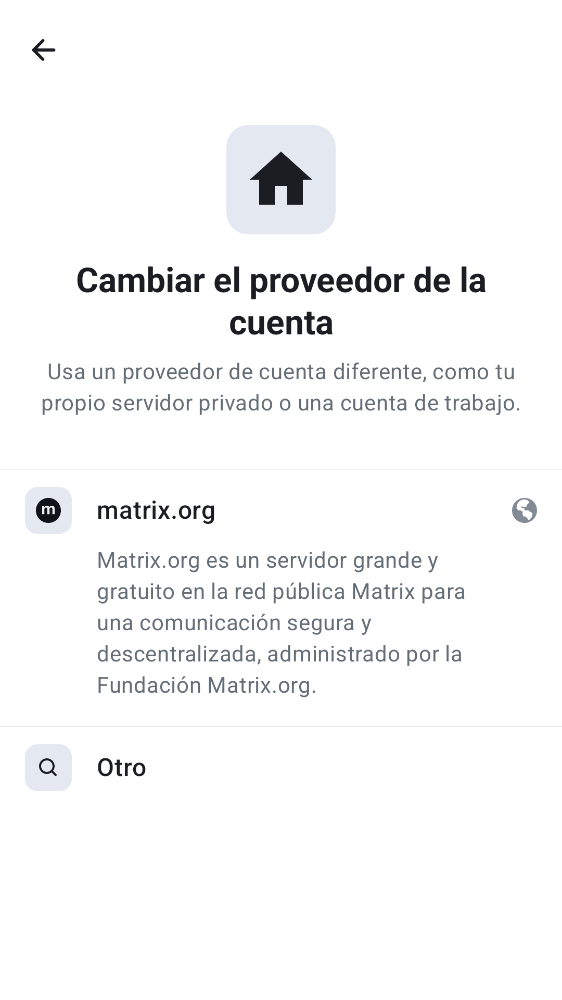 Cambiar el proveedor de la
cuenta
Usa un proveedor de cuenta diferente, como tu
propio servidor privado o una cuenta de trabajo.
m
matrix.org
Matrix.org es un servidor grande y
gratuito en la red pública Matrix para
una comunicación segura y
descentralizada, administrado por la
Fundación Matrix.org.
Otro